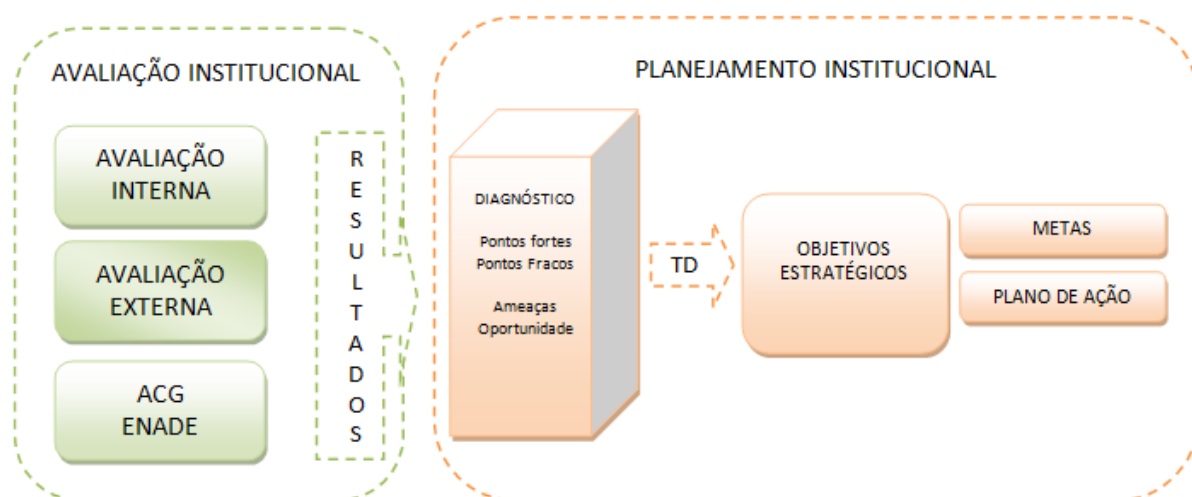 AVALIAÇÃO INSTITUCIONAL
AVALIAÇÃO
INTERNA
AVALIAÇÃO
EXTERNA
ACG
ENADE
R
E
S
U
L
T
A
D
O
S
PLANEJAMENTO INSTITUCIONAL
DIAGNÓSTICO
Pontos fortes
Pontos Fracos
Ameaças
Oportunidade
TD
OBJETIVOS
ESTRATÉGICOS
METAS
PLANO DE AÇÃO